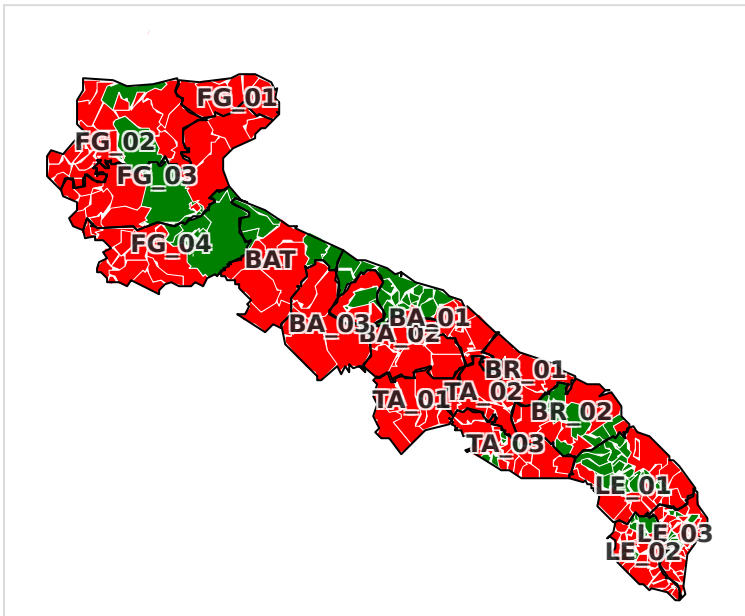 FG_01
FG_02
FG_03
FG_04
BAT
BA_01
BA_03
BA_02
BR_01
TA_02
TA_01
BR_02
TA_03
LE_01
LE_03
LE_02